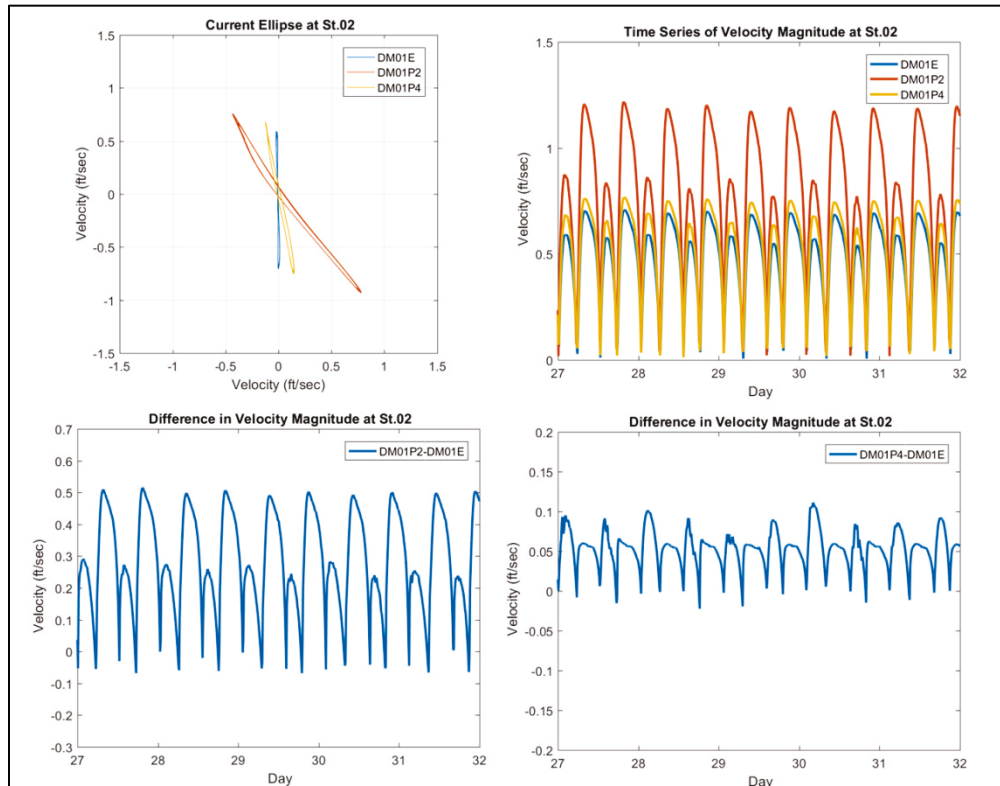 Current Ellipse at St.02
1.5
1
0.5
0
-0.5
-1
-1.5
Velocity (ft/sec)
DM01E
DM01P2
DM01P4
-1.5 -1 -0.5 0 0.5 1 1.5
Velocity (ft/sec)
Time Series of Velocity Magnitude at St.02
1.5
1
0.5
0
Velocity (ft/sec)
DM01E
DM01P2
DM01P4
27 28 29 30 31 32
Day
Difference in Velocity Magnitude at St.02
0.7
0.6
0.5
0.4
0.3
0.2
0.1
0
-0.1
-0.2
-0.3
Velocity (ft/sec)
DM01P2-DM01E
27 28 29 30 31 32
Day
Difference in Velocity Magnitude at St.02
0.2
0.15
0.1
0.05
0
-0.05
-0.1
-0.15
-0.2
Velocity (ft/sec)
DM01P4-DM01E
27 28 29 30 31 32
Day